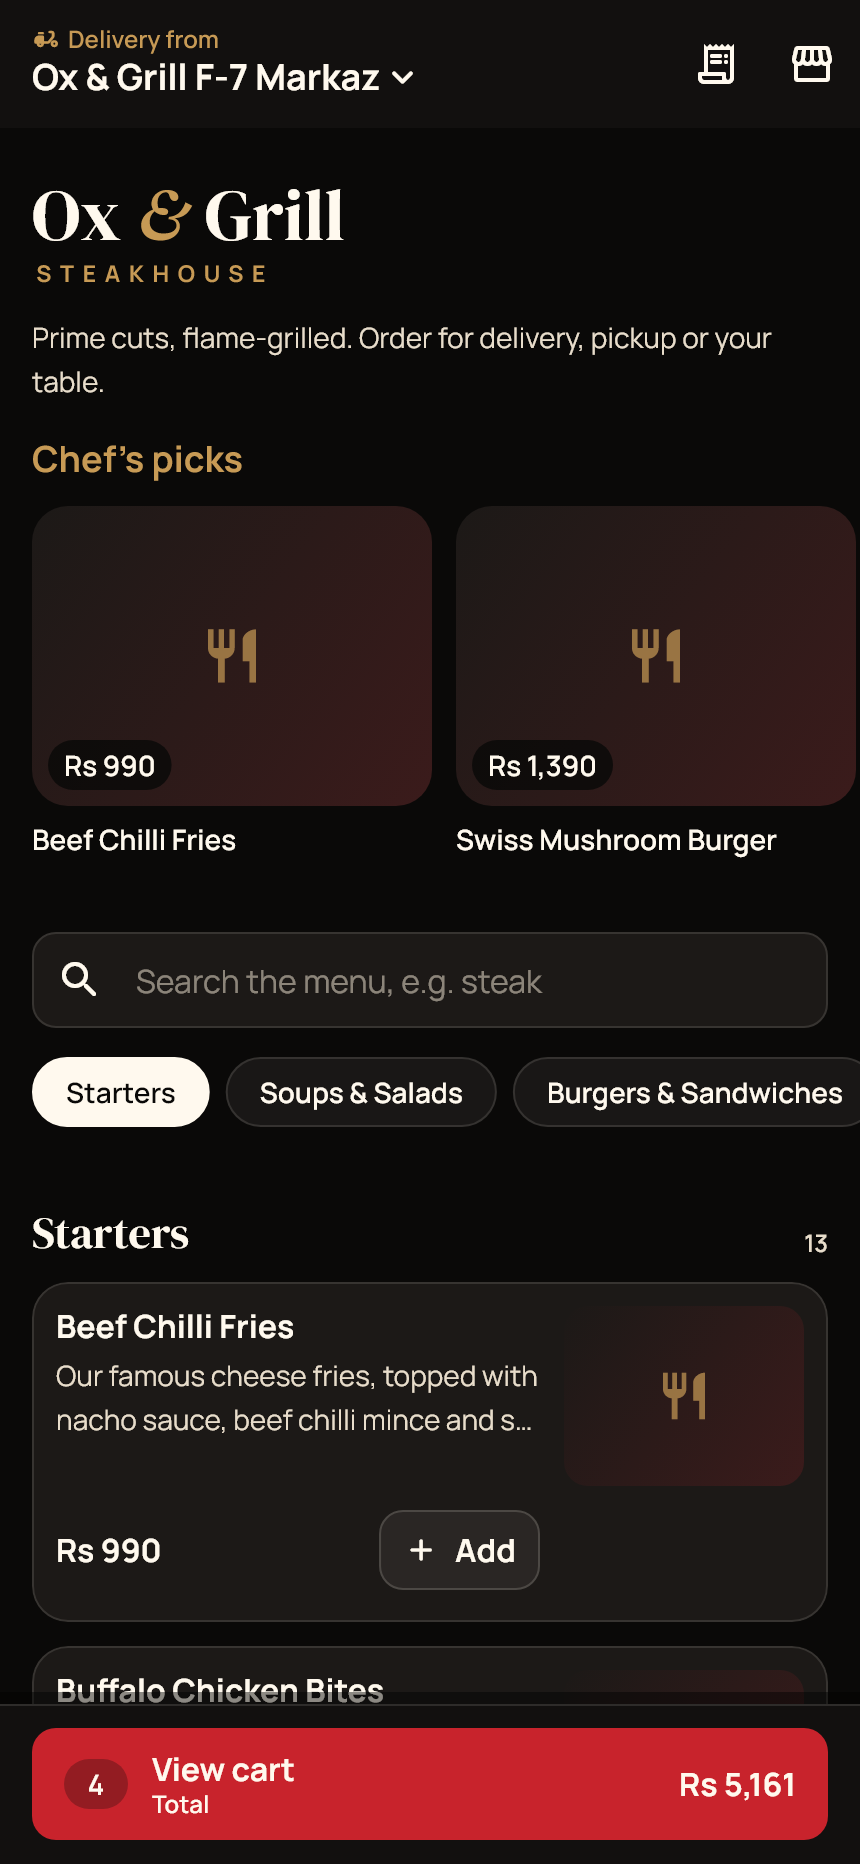 Delivery from
Ox & Grill F-7 Markaz
Ox & Grill
STEAKHOUSE
Prime cuts, flame-grilled. Order for delivery, pickup or your
table.
Chef's picks
Rs 990
Rs 1,390
Beef Chilli Fries
Swiss Mushroom Burger
Search the menu, e.g. steak
Starters
Soups & Salads
Burgers & Sandwiches
Starters
13
Beef Chilli Fries
Our famous cheese fries, topped with
nacho sauce, beef chilli mince and s...
Rs 990
+ Add
Buffalo Chicken Bites
4
View cart
Total
Rs 5,161